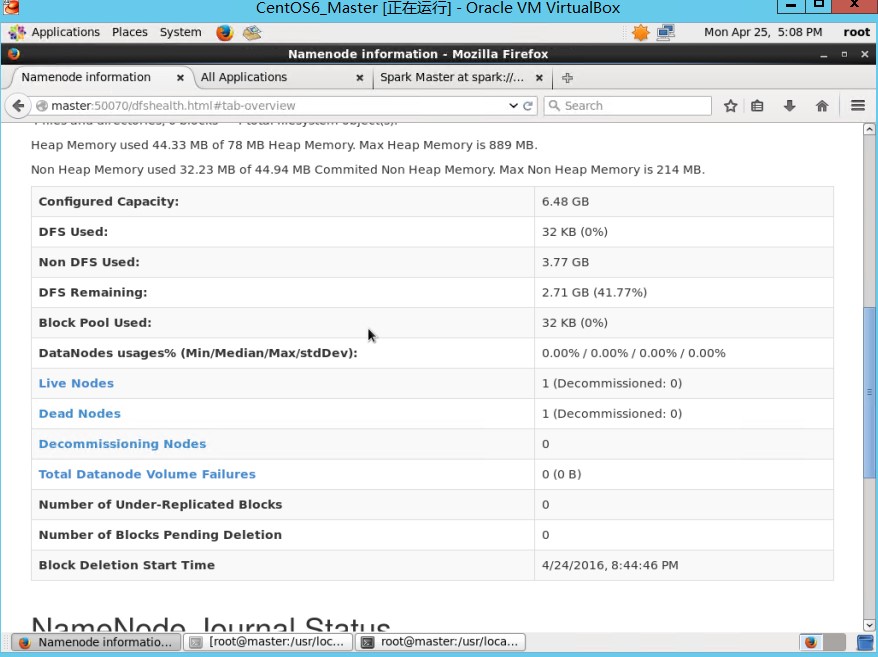 CentOS6_Master [正在运行] - Oracle VM VirtualBox
Applications Places System Mon Apr 25, 5:08 PM root
Namenode information - Mozilla Firefox
Namenode information All Applications Spark Master at spark://...
master:50070/dfshealth.html#tab-overview Search
files and directories, 0 blocks = total filesystem object(s).
Heap Memory used 44.33 MB of 78 MB Heap Memory. Max Heap Memory is 889 MB.
Non Heap Memory used 32.23 MB of 44.94 MB Commited Non Heap Memory. Max Non Heap Memory is 214 MB.
Configured Capacity: 6.48 GB
DFS Used: 32 KB (0%)
Non DFS Used: 3.77 GB
DFS Remaining: 2.71 GB (41.77%)
Block Pool Used: 32 KB (0%)
DataNodes usages% (Min/Median/Max/stdDev): 0.00% / 0.00% / 0.00% / 0.00%
Live Nodes 1 (Decommissioned: 0)
Dead Nodes 1 (Decommissioned: 0)
Decommissioning Nodes 0
Total Datanode Volume Failures 0 (0 B)
Number of Under-Replicated Blocks 0
Number of Blocks Pending Deletion 0
Block Deletion Start Time 4/24/2016, 8:44:46 PM
NameNode Journal Status
Namenode informatio... [root@master:/usr/loc... root@master:/usr/loca...